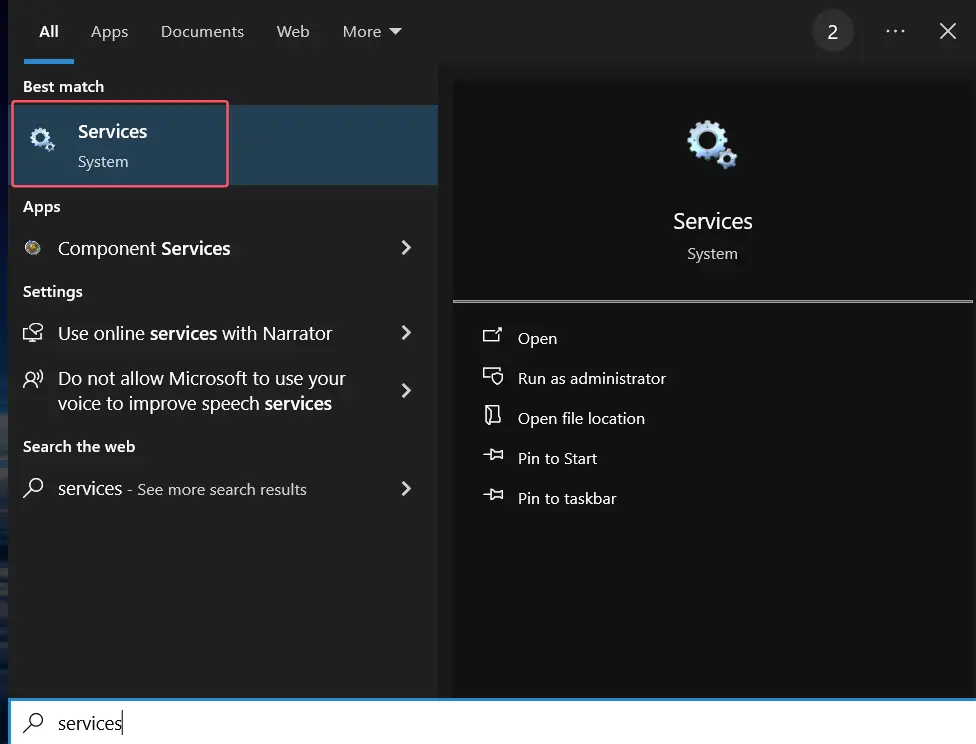 All Apps Documents Web More 2 ...
Best match
Services
System
Apps
Component Services
Settings
Use online services with Narrator
Do not allow Microsoft to use your
voice to improve speech services
Search the web
services - See more search results
Services
System
Open
Run as administrator
Open file location
Pin to Start
Pin to taskbar
services